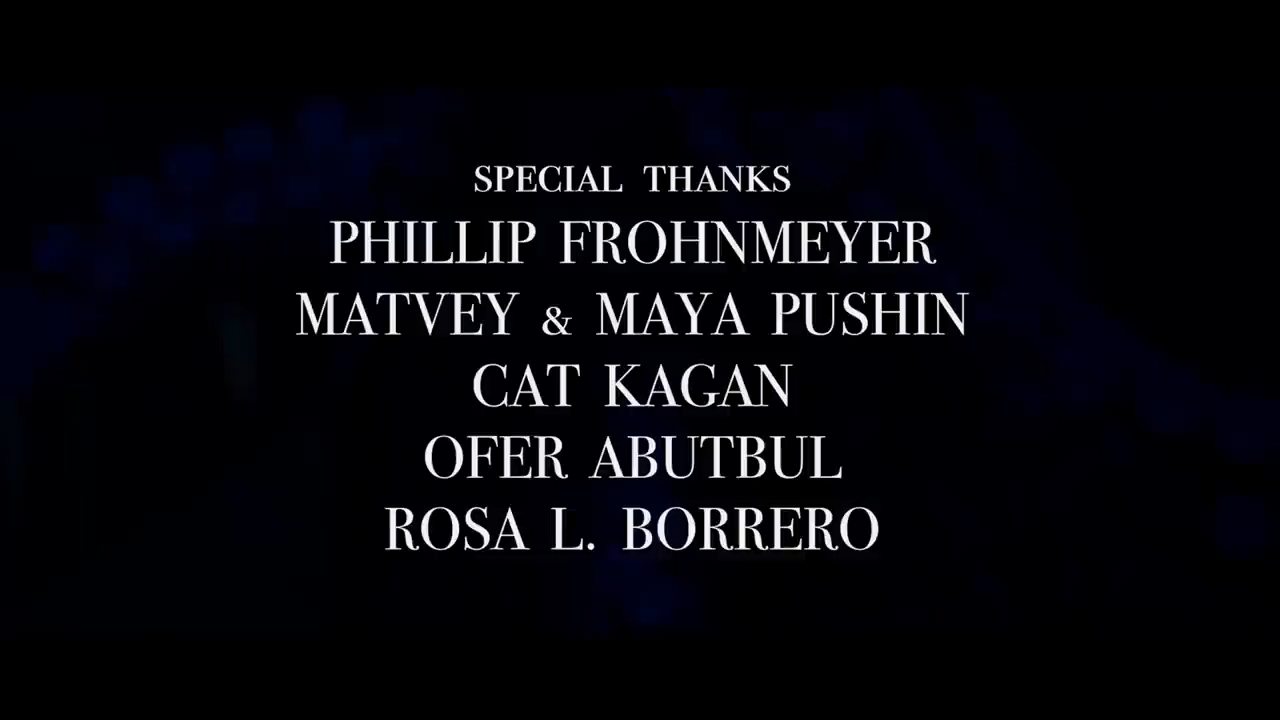 SPECIAL THANKS
PHILLIP FROHNMEYER
MATVEY & MAYA PUSHIN
CAT KAGAN
OFER ABUTBUL
ROSA L. BORRERO